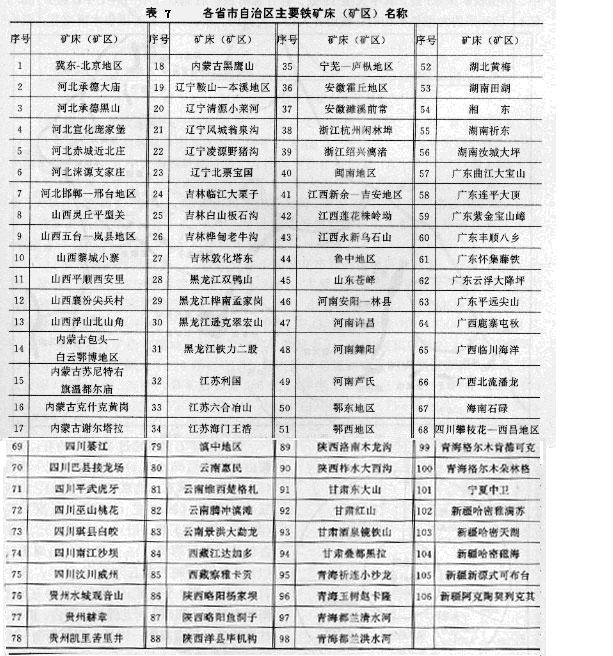 表 7 各省市自治区主要铁矿床（矿区）名称
序号 矿床（矿区） 序号 矿床（矿区） 序号 矿床（矿区） 序号 矿床（矿区）
1 冀东-北京地区 18 内蒙古黑鹰山 35 宁芜—庐枞地区 52 湖北黄梅
2 河北承德大庙 19 辽宁鞍山—本溪地区 36 安徽霍丘地区 53 湖南田湖
3 河北承德黑山 20 辽宁清源小莱河 37 安徽濉溪前常 54 湘 东
4 河北宣化庞家堡 21 辽宁凤城翁泉沟 38 浙江杭州闲林埠 55 湖南祈东
5 河北赤城近北庄 22 辽宁凌源野猪沟 39 浙江绍兴漓渚 56 湖南汝城大坪
6 河北涞源支家庄 23 辽宁北票宝国 40 闽南地区 57 广东曲江大宝山
7 河北邯郸—邢台地区 24 吉林临江大栗子 41 江西新余—吉安地区 58 广东连平大顶
8 山西灵丘平型关 25 吉林白山板石沟 42 江西莲花株岭坳 59 广东紫金宝山嶂
9 山西五台—岚县地区 26 吉林桦甸老牛沟 43 江西永新乌石山 60 广东丰顺八乡
10 山西黎城小寨 27 吉林敦化塔东 44 鲁中地区 61 广东怀集藤铁
11 山西平顺西安里 28 黑龙江双鸭山 45 山东苍峄 62 广东云浮大降坪
12 山西襄汾尖兵村 29 黑龙江桦南孟家岗 46 河南安阳—林县 63 广东平远尖山
13 山西浮山北山角 30 黑龙江逊克翠宏山 47 河南许昌 64 广西鹿寨屯秋
14 内蒙古包头—
白云鄂博地区 31 黑龙江铁力二股 48 河南舞阳 65 广西临川海洋
15 内蒙古苏尼特右
旗温都尔庙 32 江苏利国 49 河南卢氏 66 广西北流潘龙
16 内蒙古克什克黄岗 33 江苏六合冶山 50 鄂东地区 67 海南石碌
17 内蒙古谢尔塔拉 34 江苏海门王浩 51 鄂西地区 68 四川攀枝花—西昌地区
69 四川綦江 79 滇中地区 89 陕西洛南木龙沟 99 青海格尔木肯德可克
70 四川巴县接龙场 80 云南惠民 90 陕西柞水大西沟 100 青海格尔木朵林格
71 四川平武虎牙 81 云南维西楚格札 91 甘肃东大山 101 宁夏中卫
72 四川巫山桃花 82 云南腾冲滇滩 92 甘肃红山 102 新疆哈密雅满苏
73 四川珙县白皎 83 云南景洪大勐龙 93 甘肃酒泉镜铁山 103 新疆哈密天湖
74 四川南江沙坝 84 西藏江达加多 94 甘肃叠都黑拉 104 新疆哈密磁海
75 四川汶川威州 85 西藏察雅卡贡 95 青海祈连小沙龙 105 新疆新源式可布台
76 贵州水城观音山 86 陕西略阳杨家坝 96 青海玉树赵卡隆 106 新疆阿克陶契列克其
77 贵州赫章 87 陕西略阳鱼洞子 97 青海都兰清水河
78 贵州凯里苦里井 88 陕西洋县毕机构 98 青海都兰洪水河